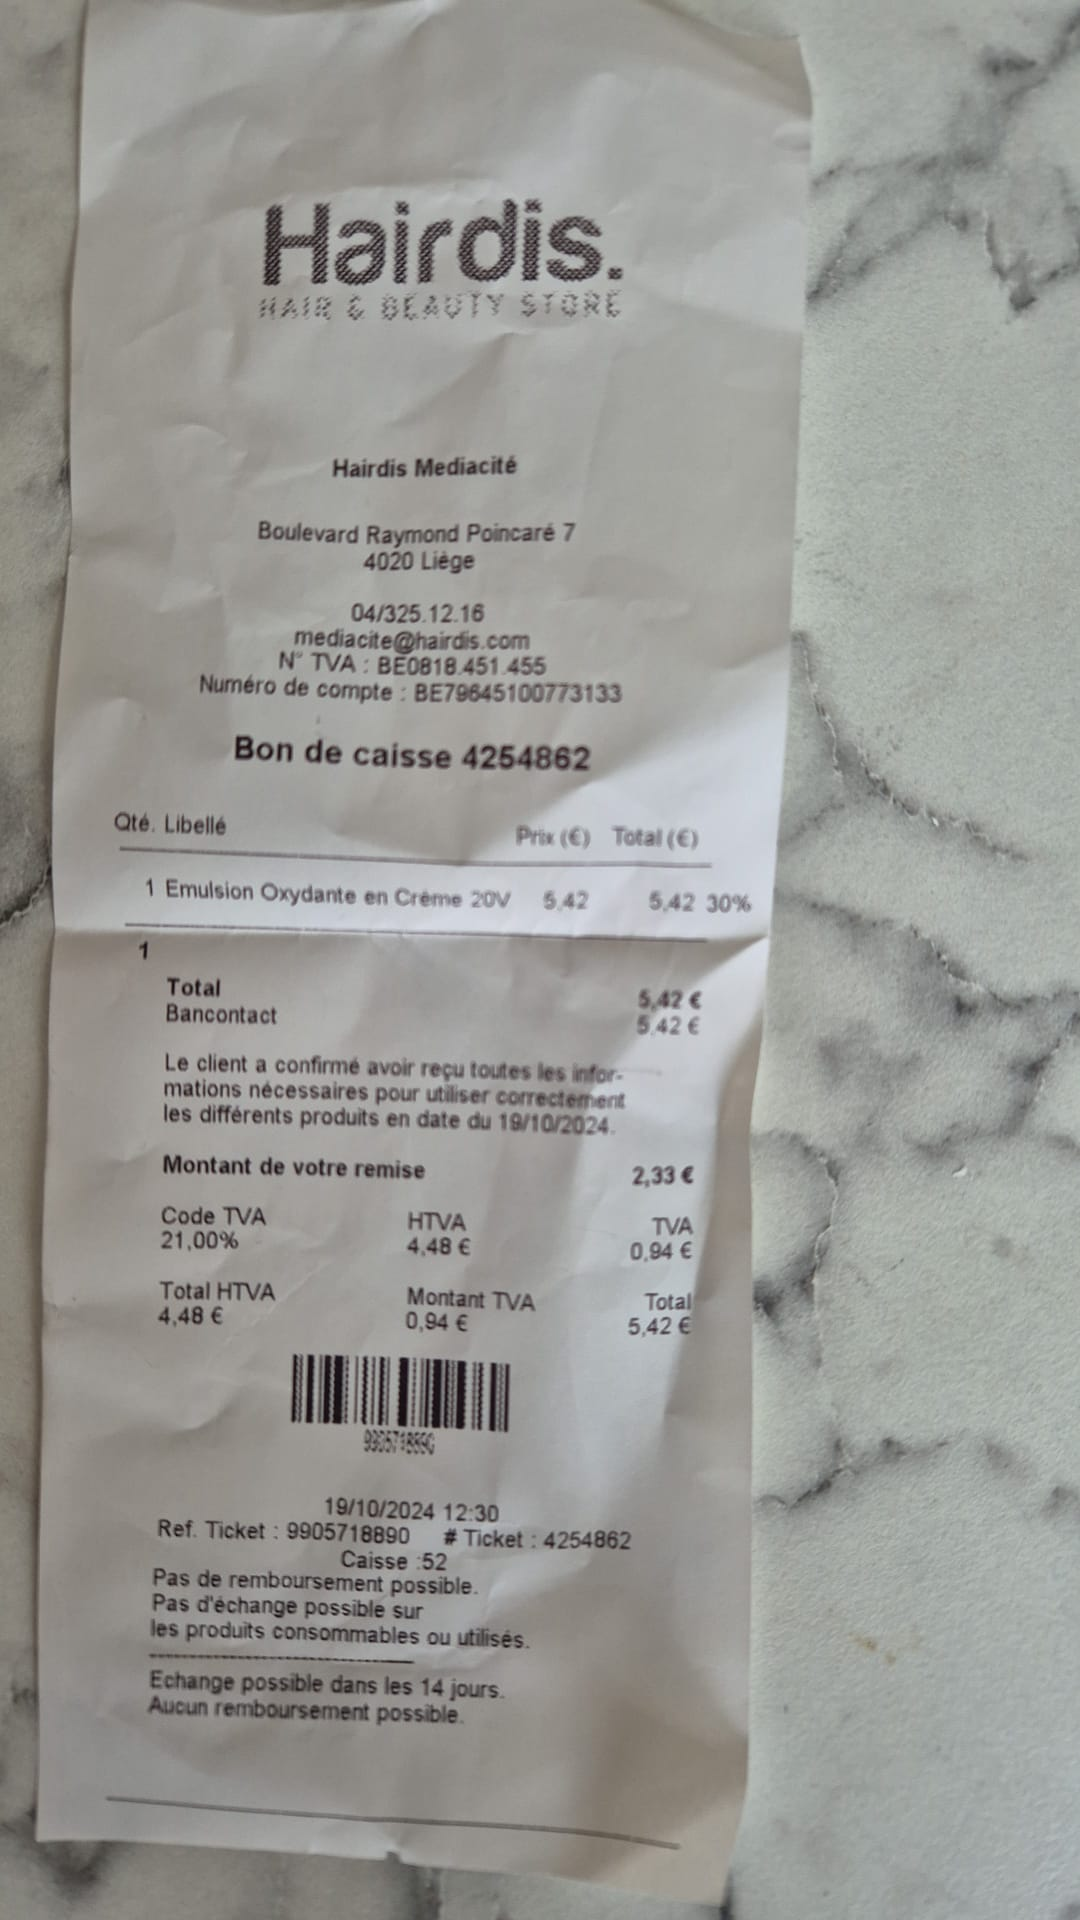 Hairdis.
HAIR & BEAUTY STORE
Hairdis Mediacité
Boulevard Raymond Poincaré 7
4020 Liège
04/325.12.16
mediacite@hairdis.com
N° TVA : BE0818.451.455
Numéro de compte : BE79645100773133
Bon de caisse 4254862
Qté. Libellé Prix (€) Total (€)
1 Emulsion Oxydante en Crème 20V 5,42 5,42 30%
1
Total 5,42 €
Bancontact 5,42 €
Le client a confirmé avoir reçu toutes les infor-
mations nécessaires pour utiliser correctement
les différents produits en date du 19/10/2024.
Montant de votre remise 2,33 €
Code TVA HTVA TVA
21,00% 4,48 € 0,94 €
Total HTVA Montant TVA Total
4,48 € 0,94 € 5,42 €
9905718890
19/10/2024 12:30
Ref. Ticket : 9905718890 # Ticket : 4254862
Caisse :52
Pas de remboursement possible.
Pas d'échange possible sur
les produits consommables ou utilisés.
Echange possible dans les 14 jours.
Aucun remboursement possible.